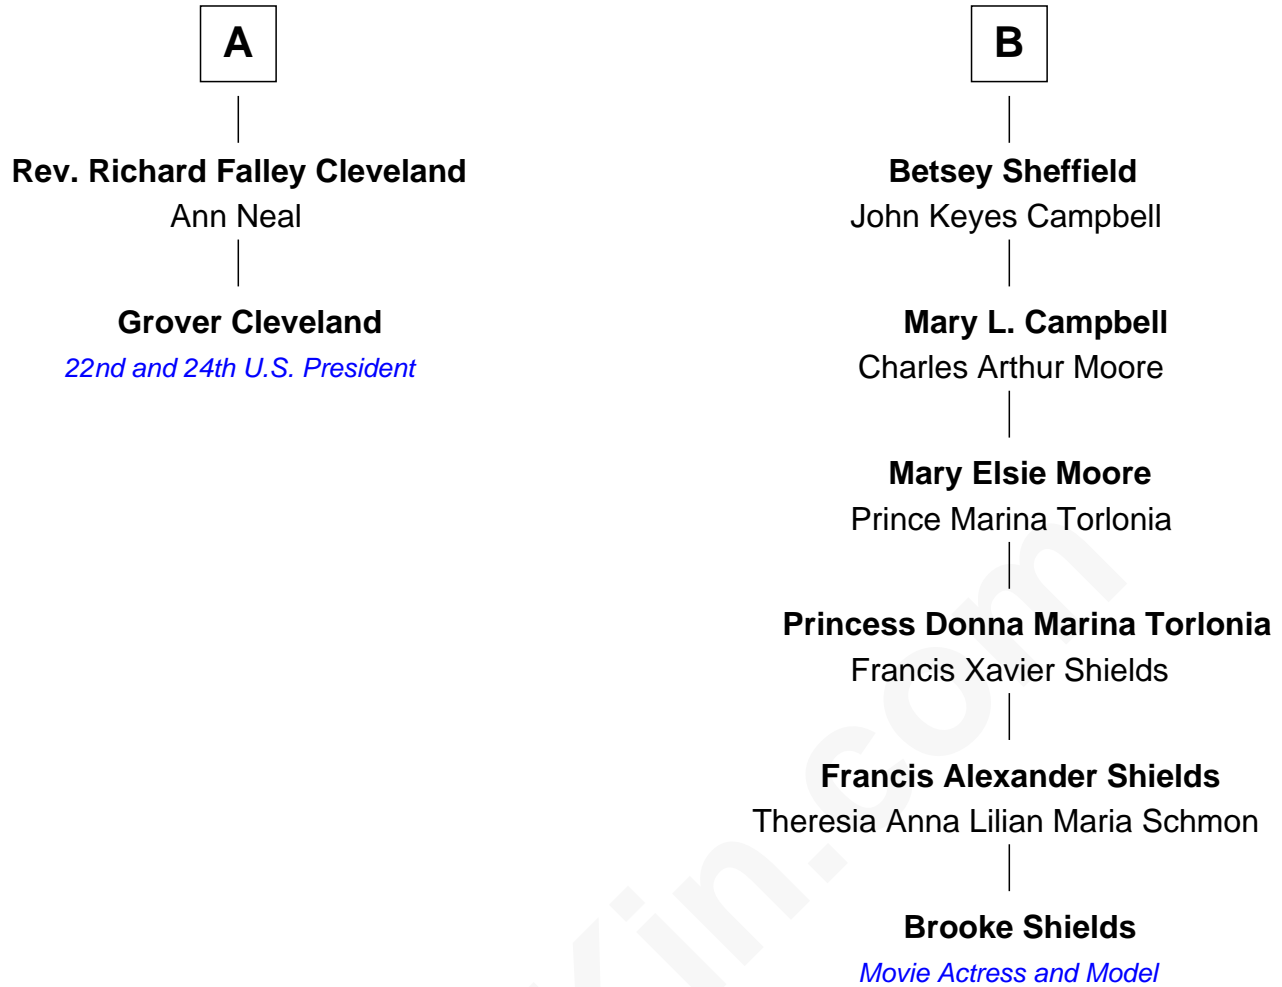 A
Rev. Richard Falley Cleveland
Ann Neal
Grover Cleveland
22nd and 24th U.S. President
B
Betsey Sheffield
John Keyes Campbell
Mary L. Campbell
Charles Arthur Moore
Mary Elsie Moore
Prince Marina Torlonia
Princess Donna Marina Torlonia
Francis Xavier Shields
Francis Alexander Shields
Theresia Anna Lilian Maria Schmon
Brooke Shields
Movie Actress and Model